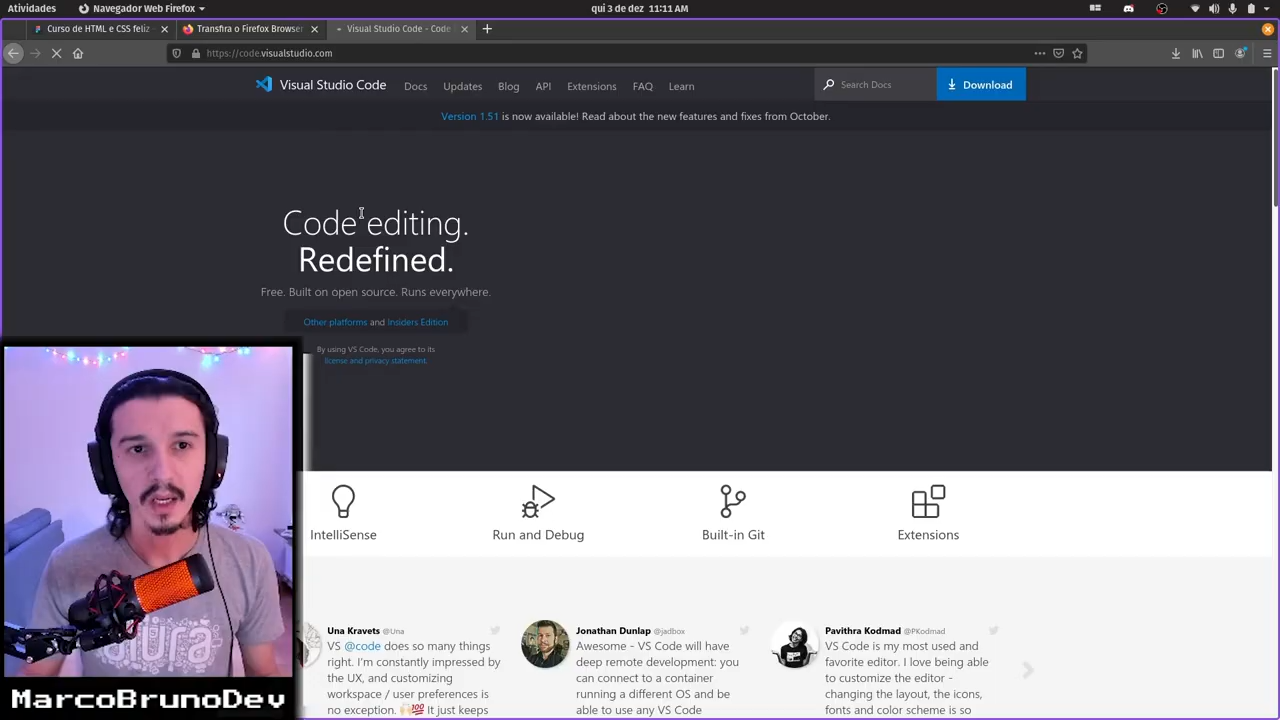 Atividades Navegador Web Firefox qui 3 de dez 11:11 AM
Curso de HTML e CSS feliz - Transfira o Firefox Browser Visual Studio Code - Code
https://code.visualstudio.com
Visual Studio Code Docs Updates Blog API Extensions FAQ Learn Search Docs Download
Version 1.51 is now available! Read about the new features and fixes from October.
Code editing.
Redefined.
Free. Built on open source. Runs everywhere.
Other platforms and Insiders Edition
By using VS Code, you agree to its
license and privacy statement.
IntelliSense Run and Debug Built-in Git Extensions
Una Kravets @Una
VS @code does so many things
right. I'm constantly impressed by
the UX, and customizing
workspace / user preferences is
no exception. 🙌💯 It just keeps
Jonathan Dunlap @jadbox
Awesome - VS Code will have
deep remote development: you
can connect to a container
running a different OS and be
able to use any VS Code
Pavithra Kodmad @PKodmad
VS Code is my most used and
favorite editor. I love being able
to customize the editor -
changing the layout, the icons,
fonts and color scheme is so
MarcoBrunoDev